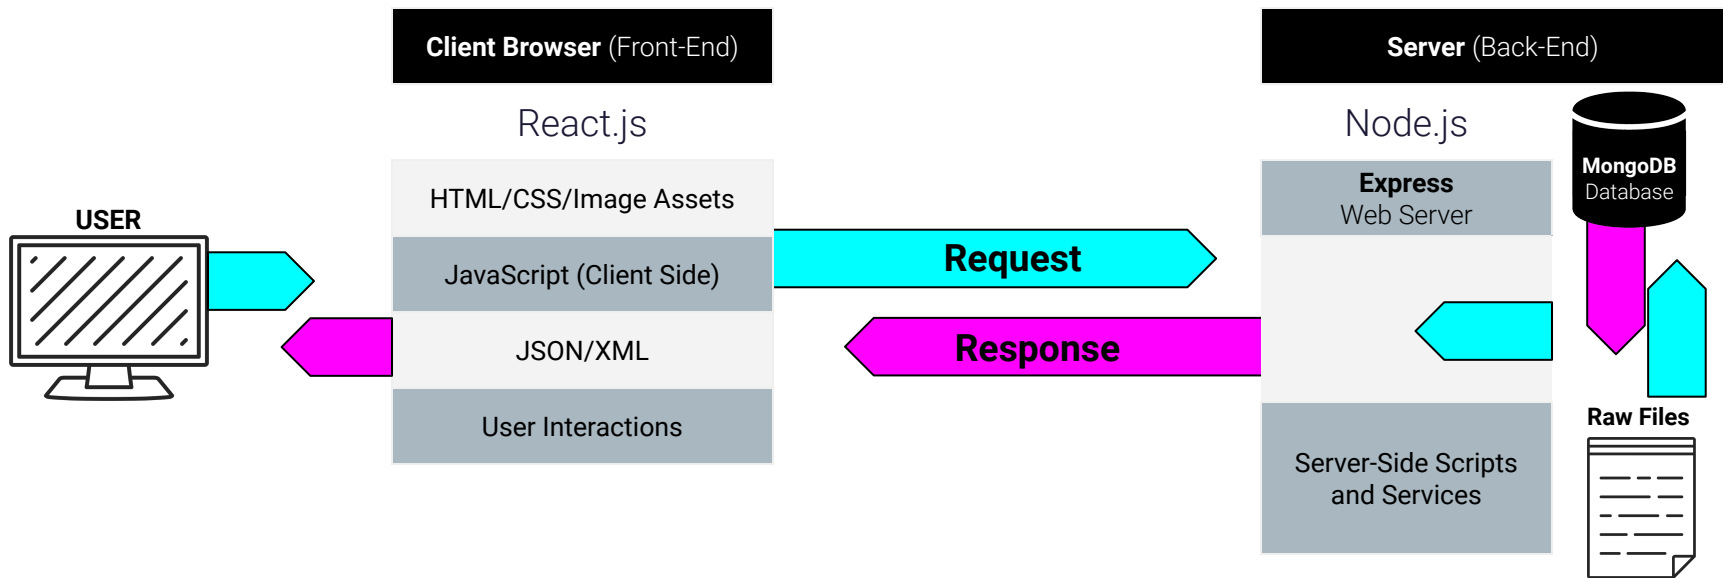 Client Browser (Front-End)
Server (Back-End)
React.js
Node.js
USER
HTML/CSS/Image Assets
JavaScript (Client Side)
JSON/XML
User Interactions
Request
Response
Express
Web Server
Server-Side Scripts
and Services
MongoDB
Database
Raw Files